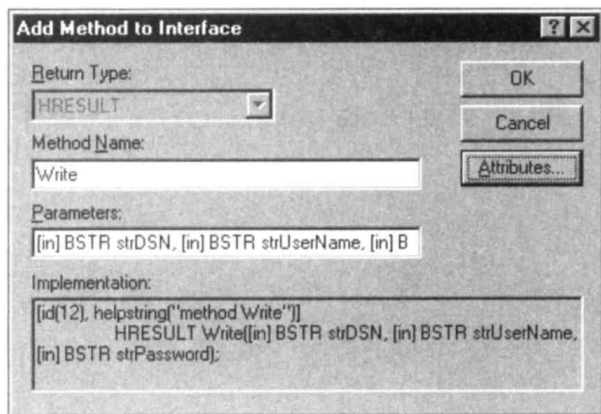 Add Method to Interface
Return Type:
HRESULT
OK
Cancel
Method Name:
Write
Attributes...
Parameters:
[in] BSTR strDSN, [in] BSTR strUserName, [in] B
Implementation:
[id(12), helpstring("method Write")]
HRESULT Write([in] BSTR strDSN, [in] BSTR strUserName,
[in] BSTR strPassword);